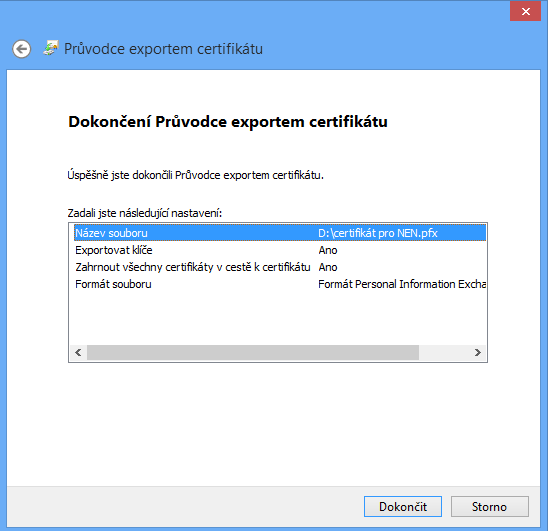 Průvodce exportem certifikátu
Dokončení Průvodce exportem certifikátu
Úspěšně jste dokončili Průvodce exportem certifikátu.
Zadali jste následující nastavení:
Název souboru D:\certifikát pro NEN.pfx
Exportovat klíče Ano
Zahrnout všechny certifikáty v cestě k certifikátu Ano
Formát souboru Formát Personal Information Excha
Dokončit Storno